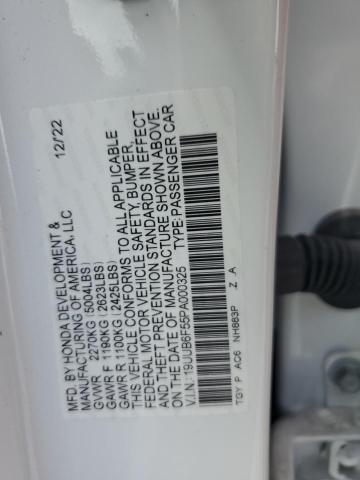 12/22
MFD. BY HONDA DEVELOPMENT &
MANUFACTURING OF AMERICA, LLC
GVWR 2270KG (5004LBS)
GAWR F 1190KG (2623LBS)
GAWR R 1100KG (2425LBS)
THIS VEHICLE CONFORMS TO ALL APPLICABLE
FEDERAL MOTOR VEHICLE SAFETY, BUMPER,
AND THEFT PREVENTION STANDARDS IN EFFECT
ON THE DATE OF MANUFACTURE SHOWN ABOVE.
V.I.N.: 19UUB6F55PA000325 TYPE: PASSENGER CAR
TGY P AC6 NH883P Z A